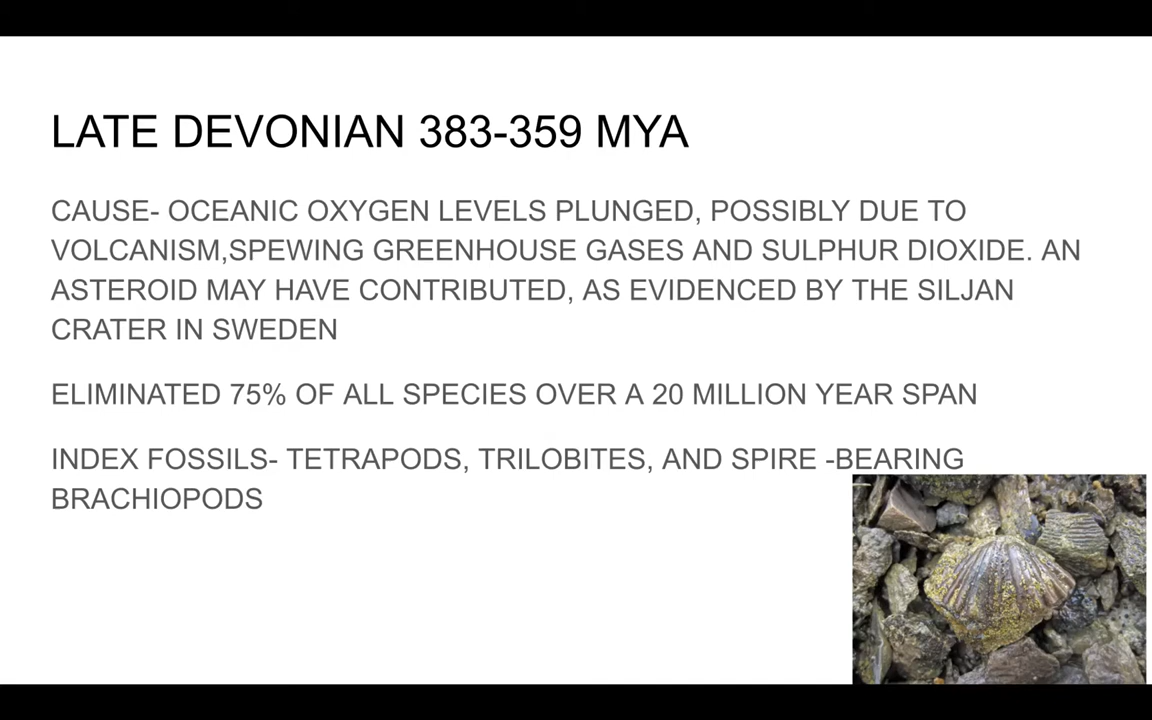 LATE DEVONIAN 383-359 MYA
CAUSE- OCEANIC OXYGEN LEVELS PLUNGED, POSSIBLY DUE TO
VOLCANISM,SPEWING GREENHOUSE GASES AND SULPHUR DIOXIDE. AN
ASTEROID MAY HAVE CONTRIBUTED, AS EVIDENCED BY THE SILJAN
CRATER IN SWEDEN
ELIMINATED 75% OF ALL SPECIES OVER A 20 MILLION YEAR SPAN
INDEX FOSSILS- TETRAPODS, TRILOBITES, AND SPIRE -BEARING
BRACHIOPODS